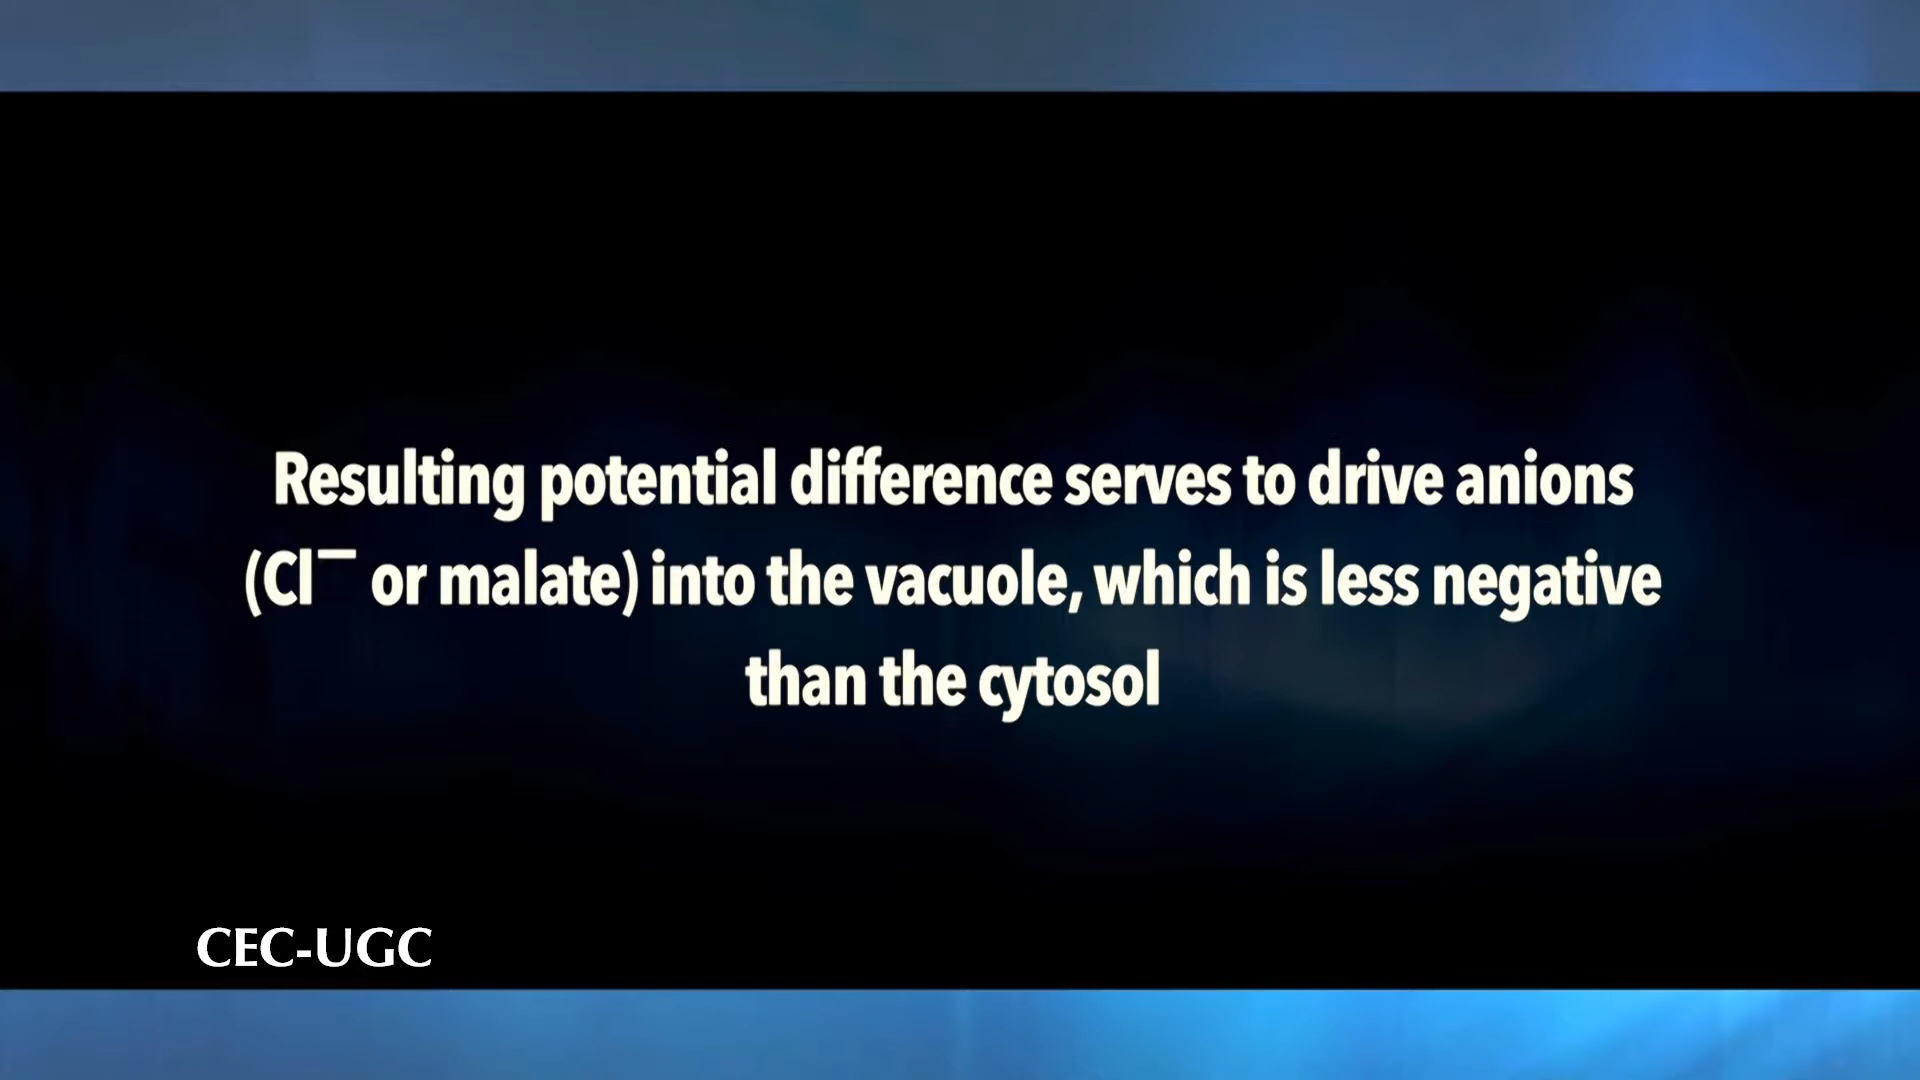 Resulting potential difference serves to drive anions
(Cl⁻ or malate) into the vacuole, which is less negative
than the cytosol
CEC-UGC